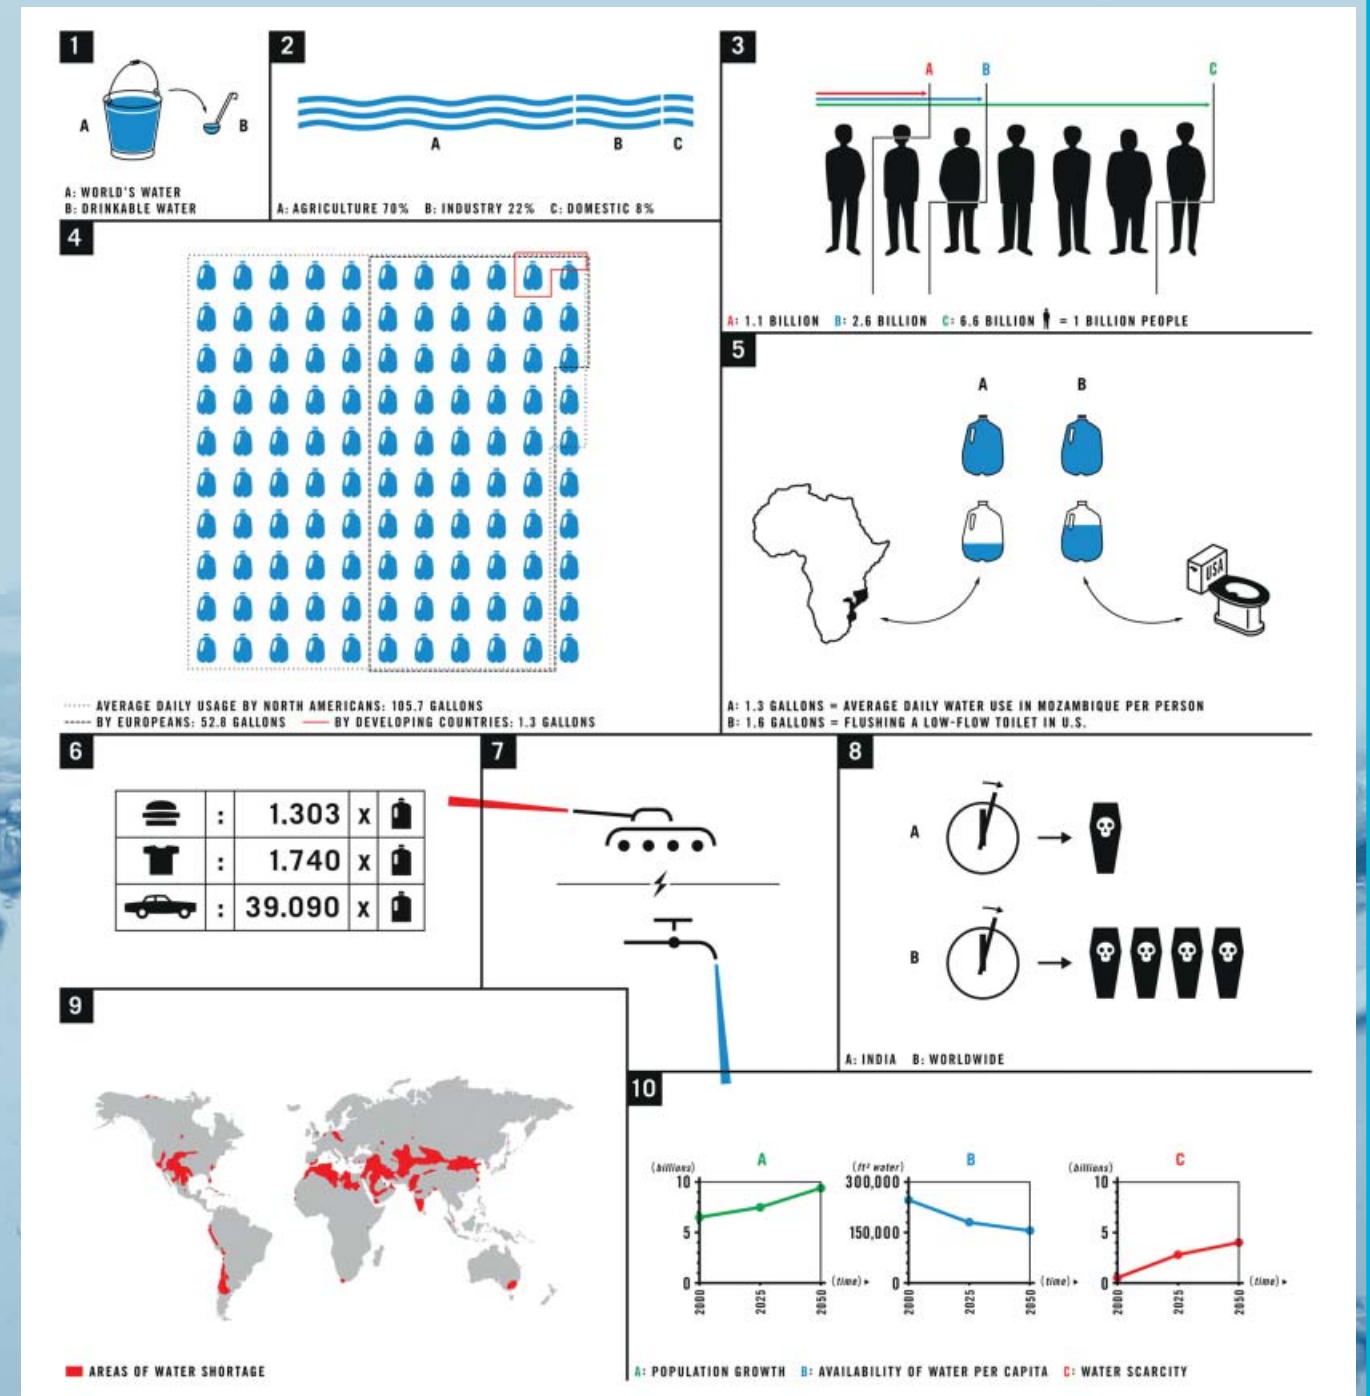 1
A
B
A: WORLD'S WATER
B: DRINKABLE WATER
2
A B C
A: AGRICULTURE 70% B: INDUSTRY 22% C: DOMESTIC 8%
3
A B C
A: 1.1 BILLION B: 2.6 BILLION C: 6.6 BILLION = 1 BILLION PEOPLE
4
AVERAGE DAILY USAGE BY NORTH AMERICANS: 105.7 GALLONS
BY EUROPEANS: 52.8 GALLONS BY DEVELOPING COUNTRIES: 1.3 GALLONS
5
A B
USA
A: 1.3 GALLONS = AVERAGE DAILY WATER USE IN MOZAMBIQUE PER PERSON
B: 1.6 GALLONS = FLUSHING A LOW-FLOW TOILET IN U.S.
6
: 1.303 x
: 1.740 x
: 39.090 x
7
8
A
B
A: INDIA B: WORLDWIDE
9
AREAS OF WATER SHORTAGE
10
A
(billions)
10
5
0
2000 2025 2050
(time)
B
(ft³ water)
300,000
150,000
0
2000 2025 2050
(time)
C
(billions)
10
5
0
2000 2025 2050
(time)
A: POPULATION GROWTH B: AVAILABILITY OF WATER PER CAPITA C: WATER SCARCITY